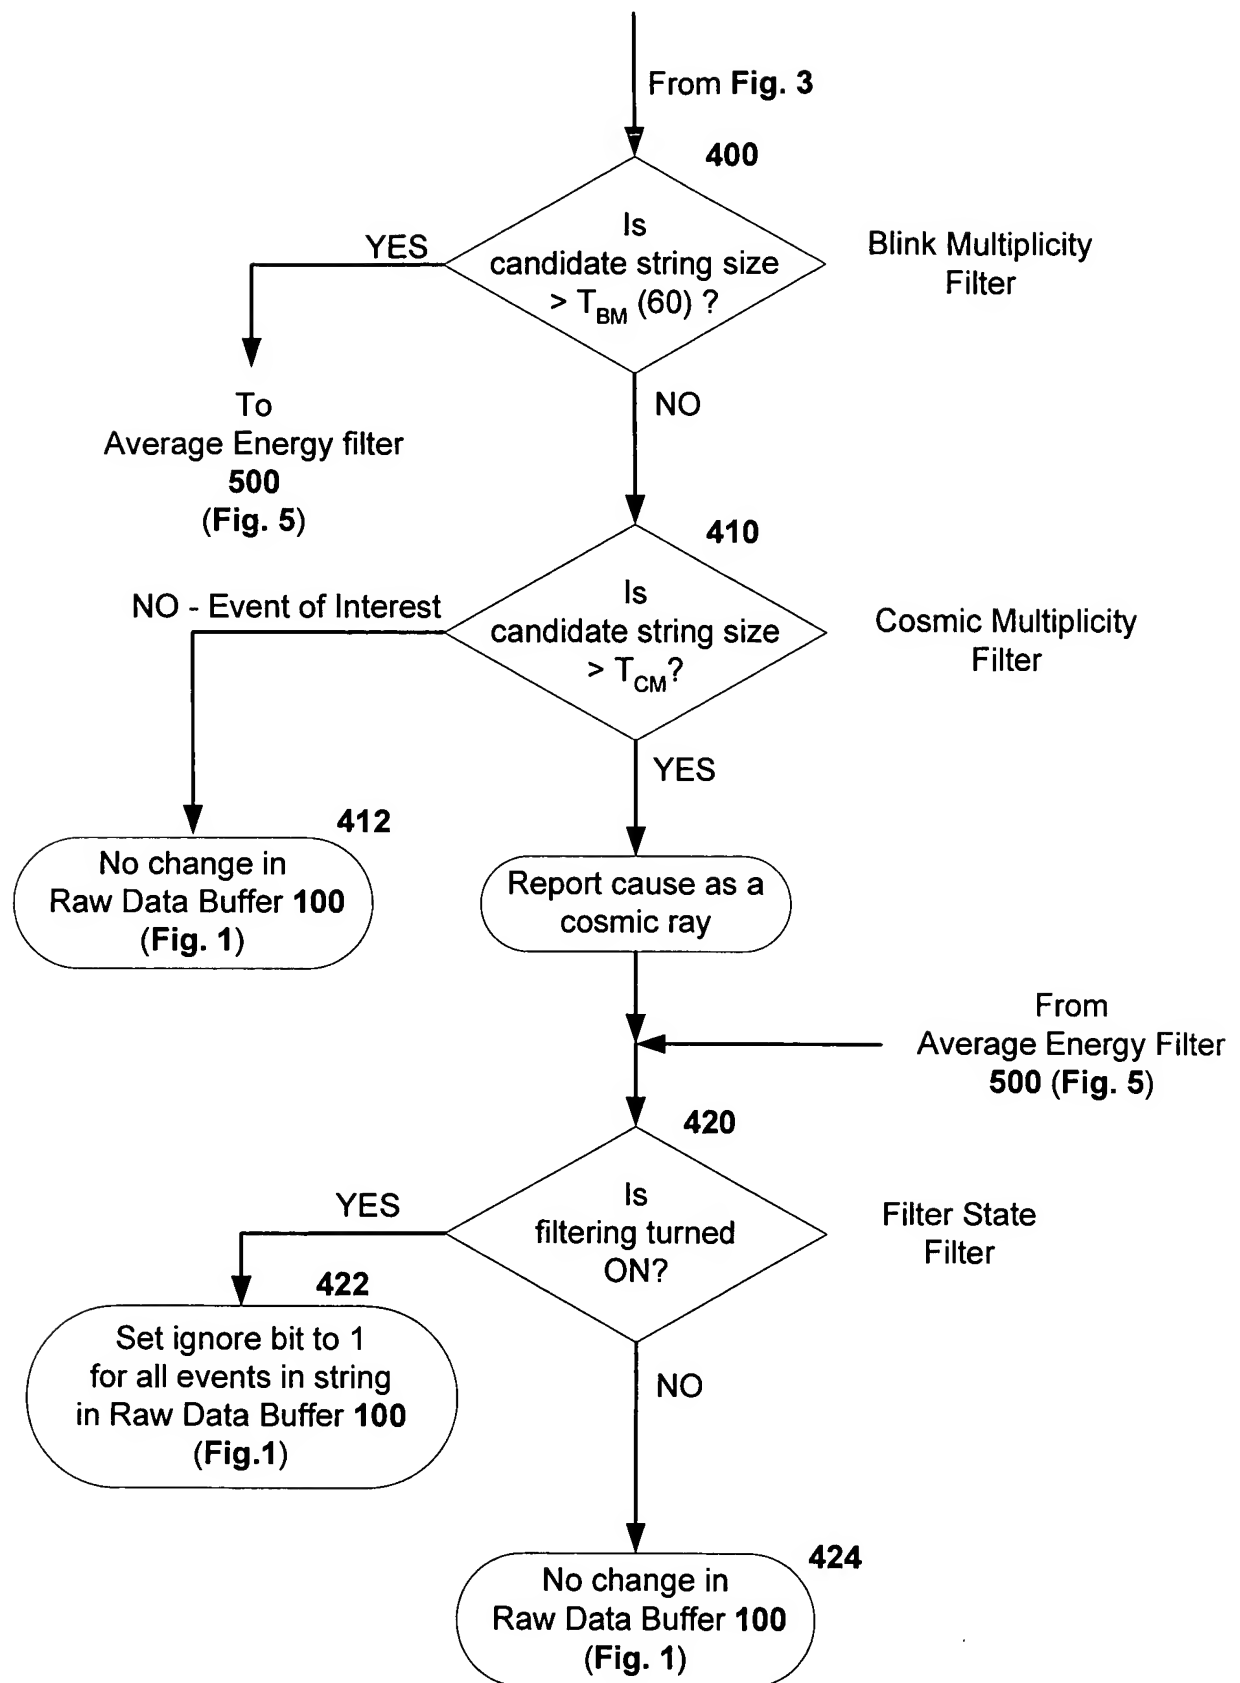 From Fig. 3
400
Is
candidate string size
> TBM (60) ?
Blink Multiplicity
Filter
YES
To
Average Energy filter
500
(Fig. 5)
NO
410
Is
candidate string size
> TCM?
Cosmic Multiplicity
Filter
NO - Event of Interest
412
No change in
Raw Data Buffer 100
(Fig. 1)
YES
Report cause as a
cosmic ray
From
Average Energy Filter
500 (Fig. 5)
420
Is
filtering turned
ON?
Filter State
Filter
YES
422
Set ignore bit to 1
for all events in string
in Raw Data Buffer 100
(Fig.1)
NO
424
No change in
Raw Data Buffer 100
(Fig. 1)